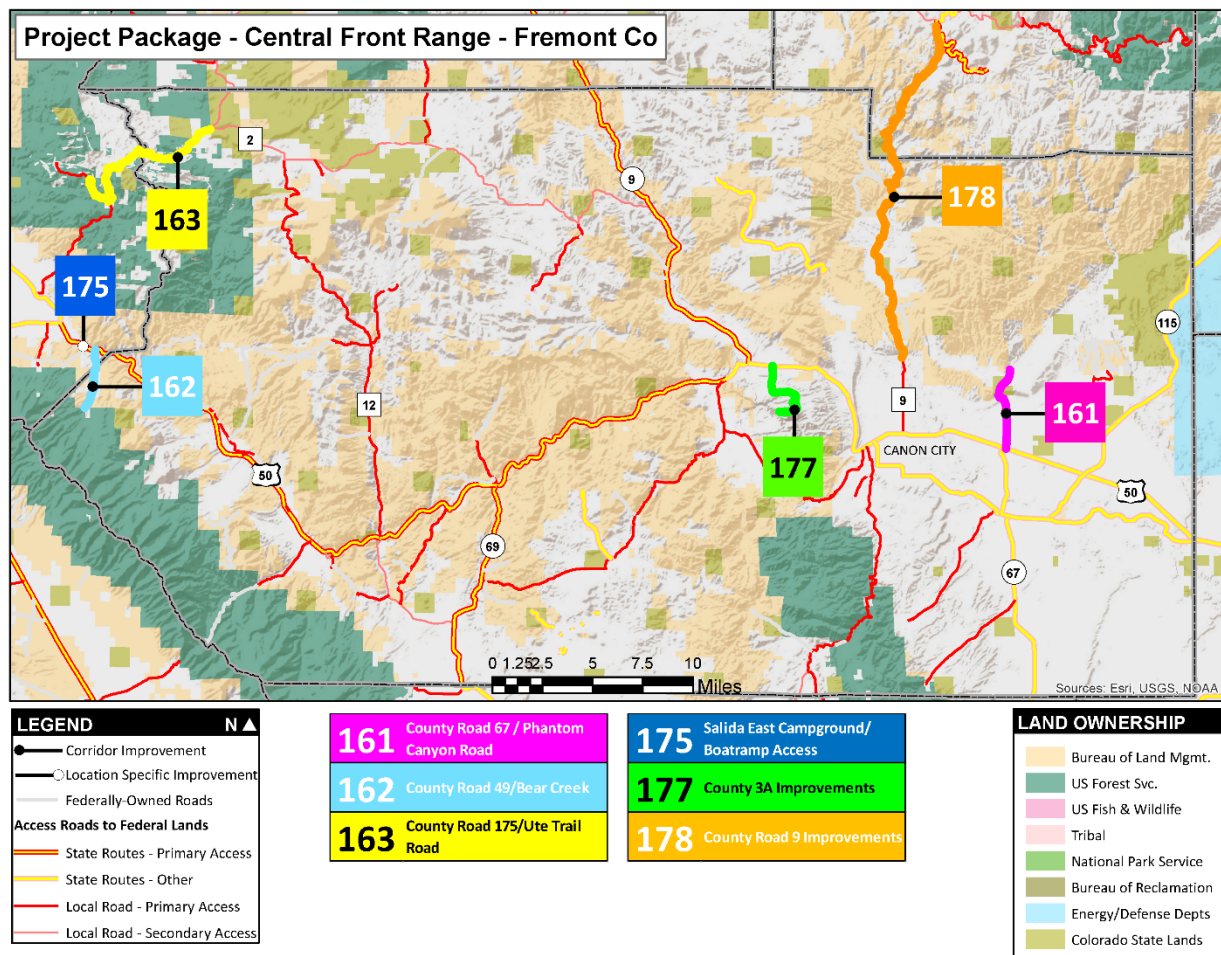 Project Package - Central Front Range - Fremont Co
2
9
163
178
175
115
162
12
9
161
177
CANON CITY
50
50
69
67
0 1.252.5 5 7.5 10
Miles
Sources: Esri, USGS, NOAA
LEGEND N
Corridor Improvement
Location Specific Improvement
Federally-Owned Roads
Access Roads to Federal Lands
State Routes - Primary Access
State Routes - Other
Local Road - Primary Access
Local Road - Secondary Access
161 County Road 67 / Phantom
Canyon Road
162 County Road 49/Bear Creek
163 County Road 175/Ute Trail
Road
175 Salida East Campground/
Boatramp Access
177 County 3A Improvements
178 County Road 9 Improvements
LAND OWNERSHIP
Bureau of Land Mgmt.
US Forest Svc.
US Fish & Wildlife
Tribal
National Park Service
Bureau of Reclamation
Energy/Defense Depts
Colorado State Lands